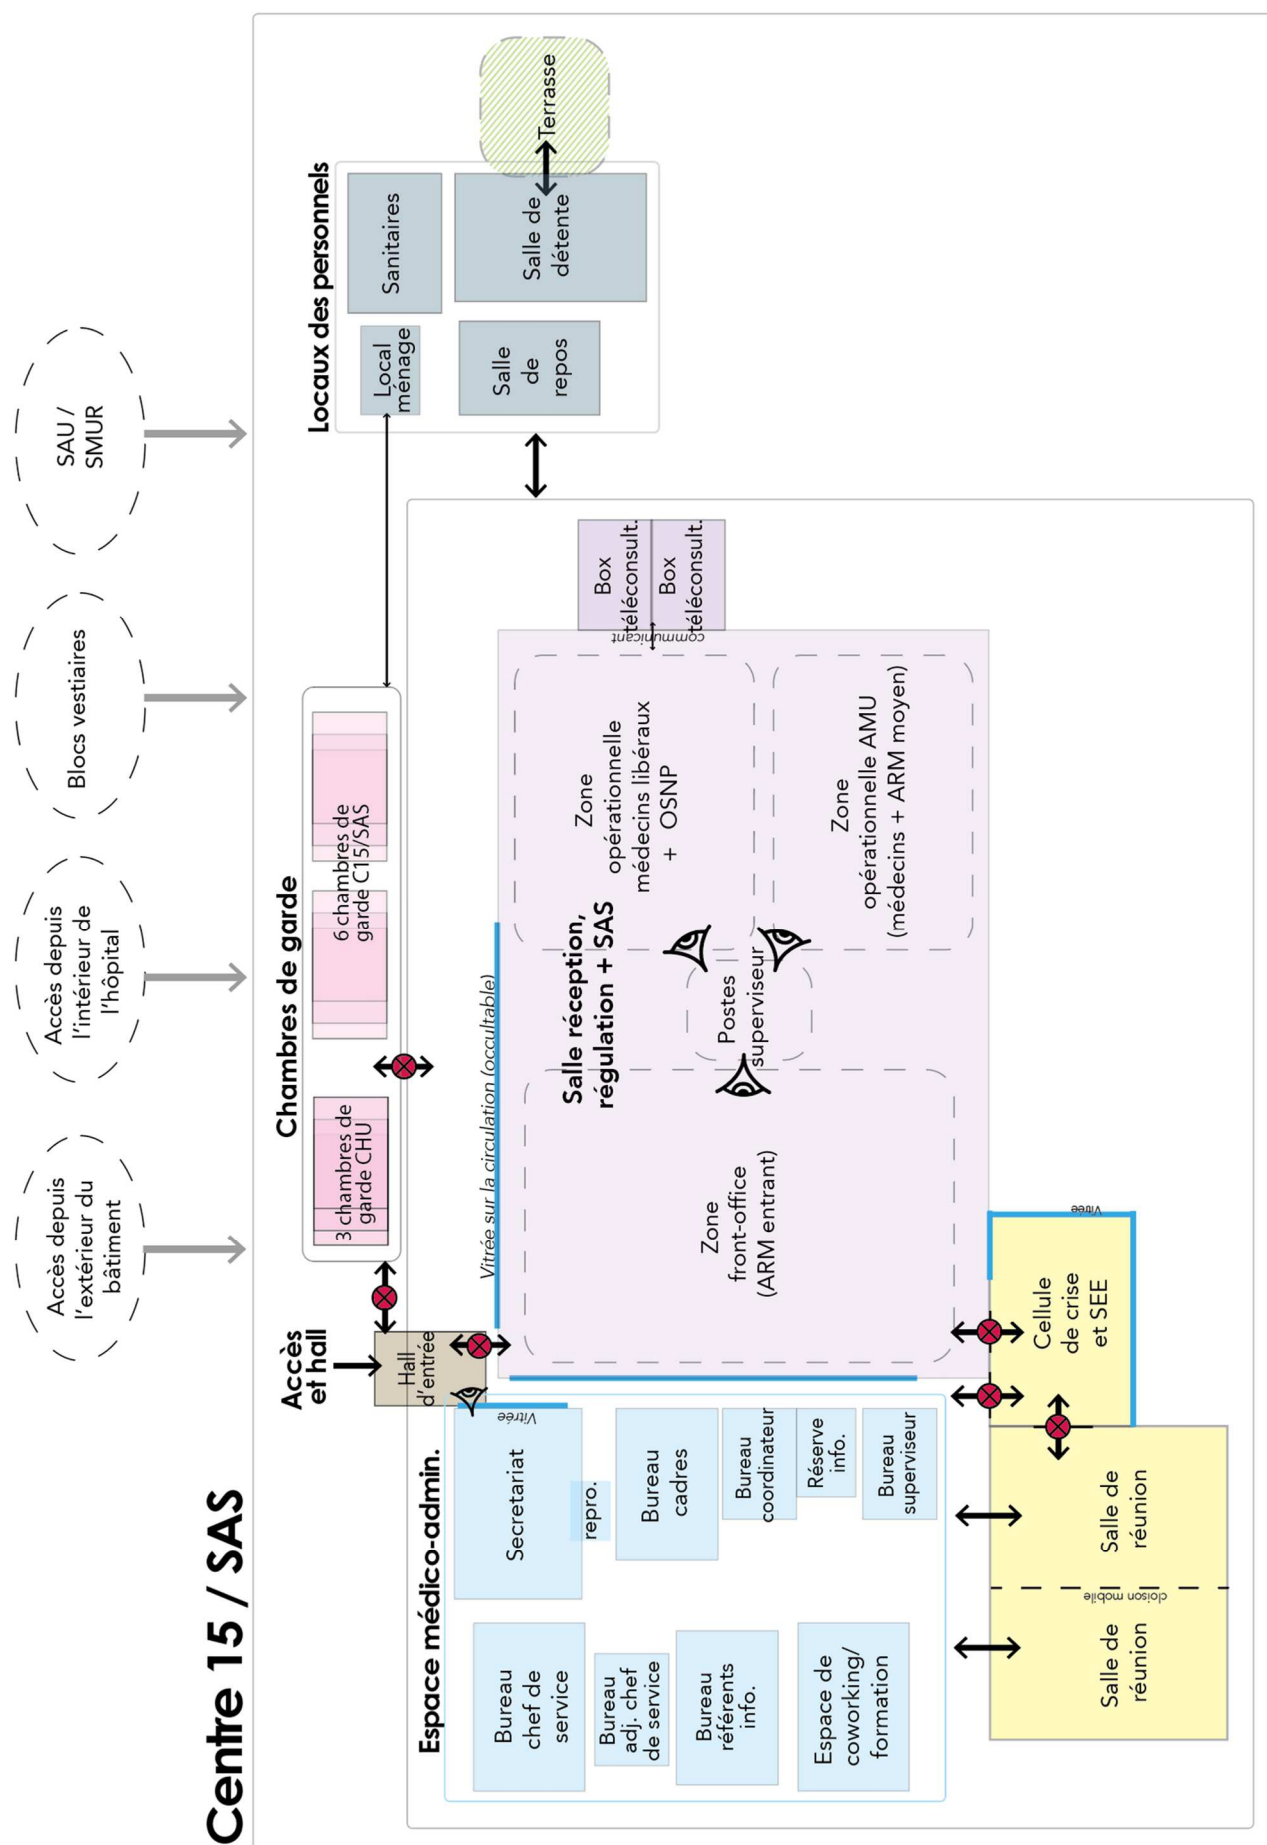 Centre 15 / SAS
Accès depuis
l'extérieur du
bâtiment
Accès depuis
l'intérieur de
l'hôpital
Blocs vestiaires
SAU /
SMUR
Accès
et hall
Hall
d'entrée
Chambres de garde
3 chambres de
garde CHU
6 chambres de
garde C15/SAS
Locaux des personnels
Local
ménage
Sanitaires
Salle
de
repos
Salle de
détente
Terrasse
Espace médico-admin.
Bureau
chef de
service
Bureau
adj. chef
de service
Bureau
référents
info.
Espace de
coworking/
formation
Secretariat
Vitrée
repro.
Bureau
cadres
Bureau
coordinateur
Réserve
info.
Bureau
superviseur
Vitrée sur la circulation (occultable)
Salle réception,
régulation + SAS
Zone
front-office
(ARM entrant)
Postes
superviseur
Zone
opérationnelle
médecins libéraux
+ OSNP
Zone
opérationnelle AMU
(médecins + ARM moyen)
communicant
Box
téléconsult.
Box
téléconsult.
Salle de
réunion
cloison mobile
Salle de
réunion
Cellule
de crise
et SEE
Vitrée